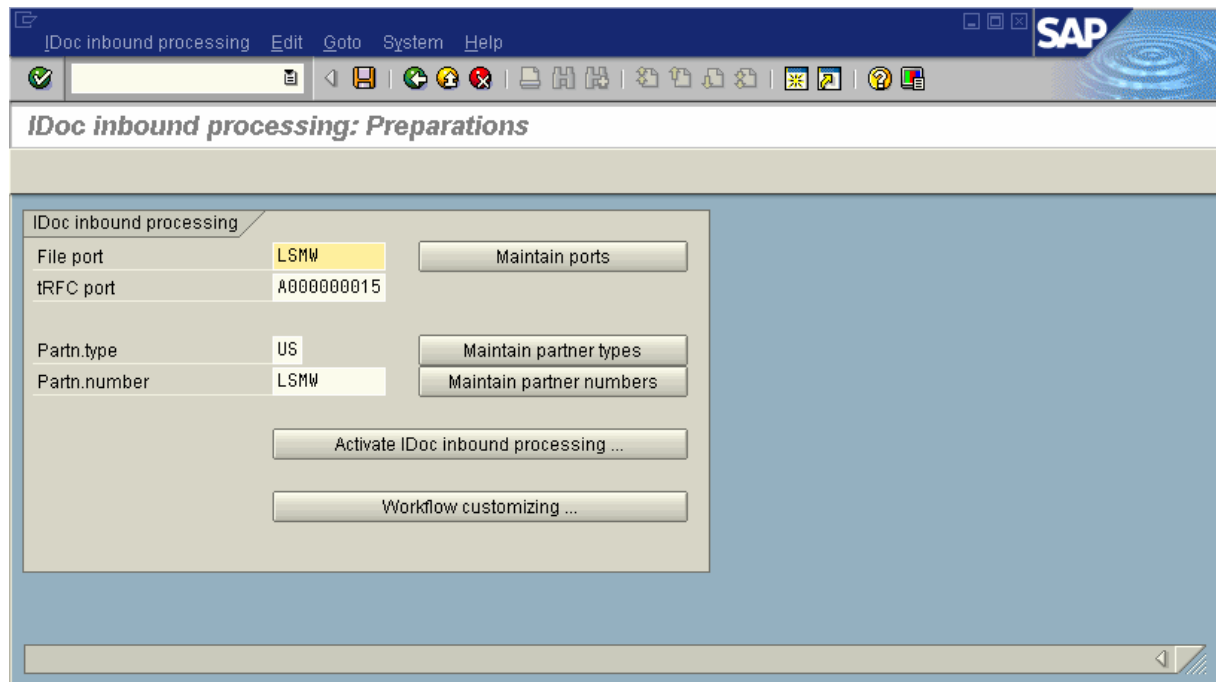 IDoc inbound processing Edit Goto System Help
SAP
IDoc inbound processing: Preparations
IDoc inbound processing
File port LSMW Maintain ports
tRFC port A000000015
Partn.type US Maintain partner types
Partn.number LSMW Maintain partner numbers
Activate IDoc inbound processing ...
Workflow customizing ...